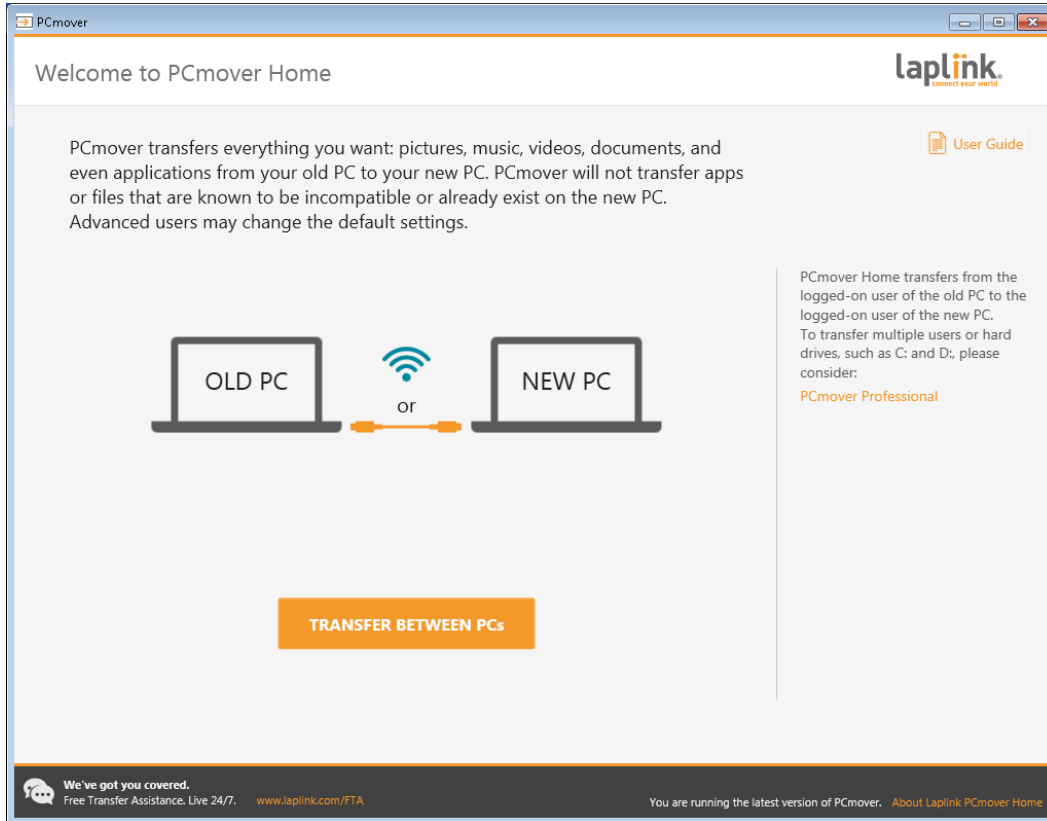 PCmover
Welcome to PCmover Home
laplink.
connect your world
PCmover transfers everything you want: pictures, music, videos, documents, and
even applications from your old PC to your new PC. PCmover will not transfer apps
or files that are known to be incompatible or already exist on the new PC.
Advanced users may change the default settings.
User Guide
OLD PC
or
NEW PC
PCmover Home transfers from the
logged-on user of the old PC to the
logged-on user of the new PC.
To transfer multiple users or hard
drives, such as C: and D:, please
consider:
PCmover Professional
TRANSFER BETWEEN PCs
We've got you covered.
Free Transfer Assistance. Live 24/7. www.laplink.com/FTA
You are running the latest version of PCmover. About Laplink PCmover Home